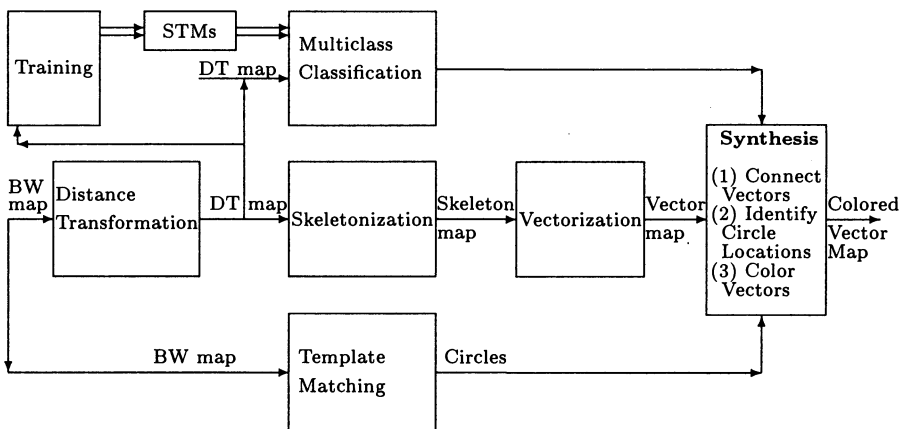 STMs
Training
Multiclass
Classification
DT map
Synthesis
(1) Connect
Vectors
(2) Identify
Circle
Locations
(3) Color
Vectors
BW
map
Distance
Transformation
DT map
Skeletonization
Skeleton
map
Vectorization
Vector
map
Colored
Vector
Map
BW map
Template
Matching
Circles